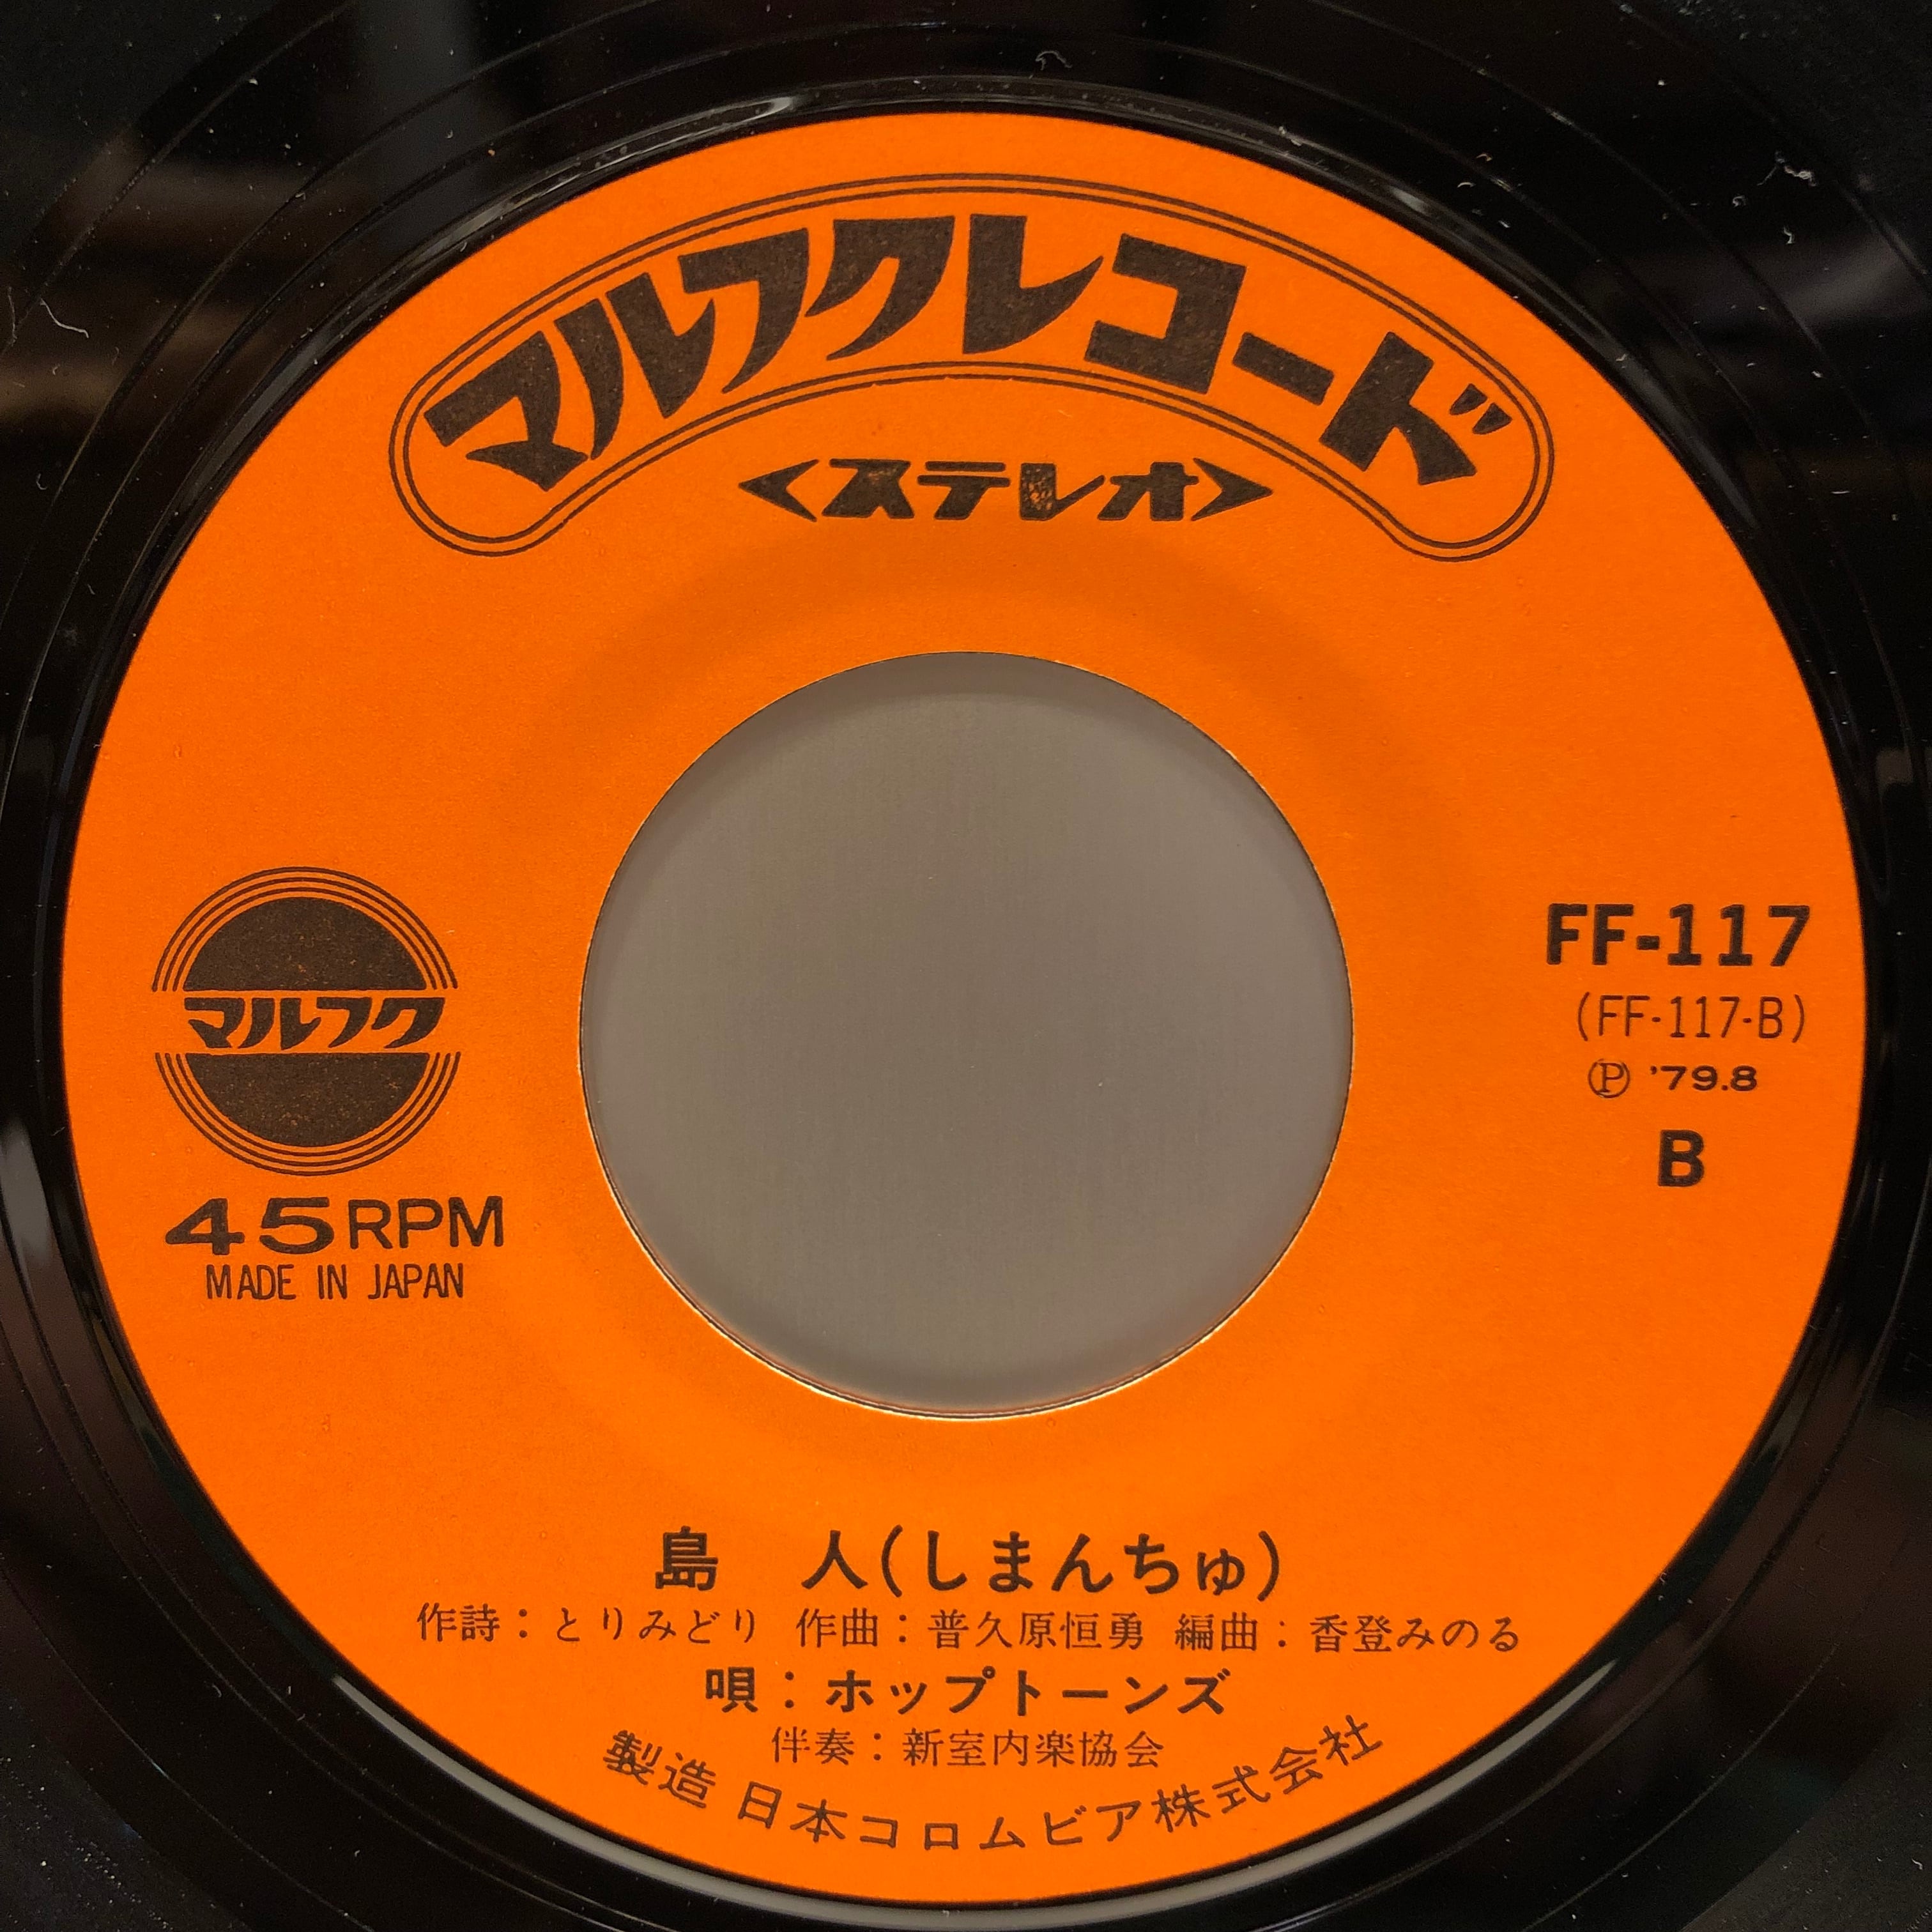 マルフクレコード
<ステレオ>
マルフク
45RPM
MADE IN JAPAN
FF-117
(FF-117-B)
Ⓟ '79.8
B
島 人(しまんちゅ)
作詩:とりみどり 作曲:普久原恒勇 編曲:香登みのる
唄:ホップトーンズ
伴奏:新室内楽協会
製造 日本コロムビア株式会社